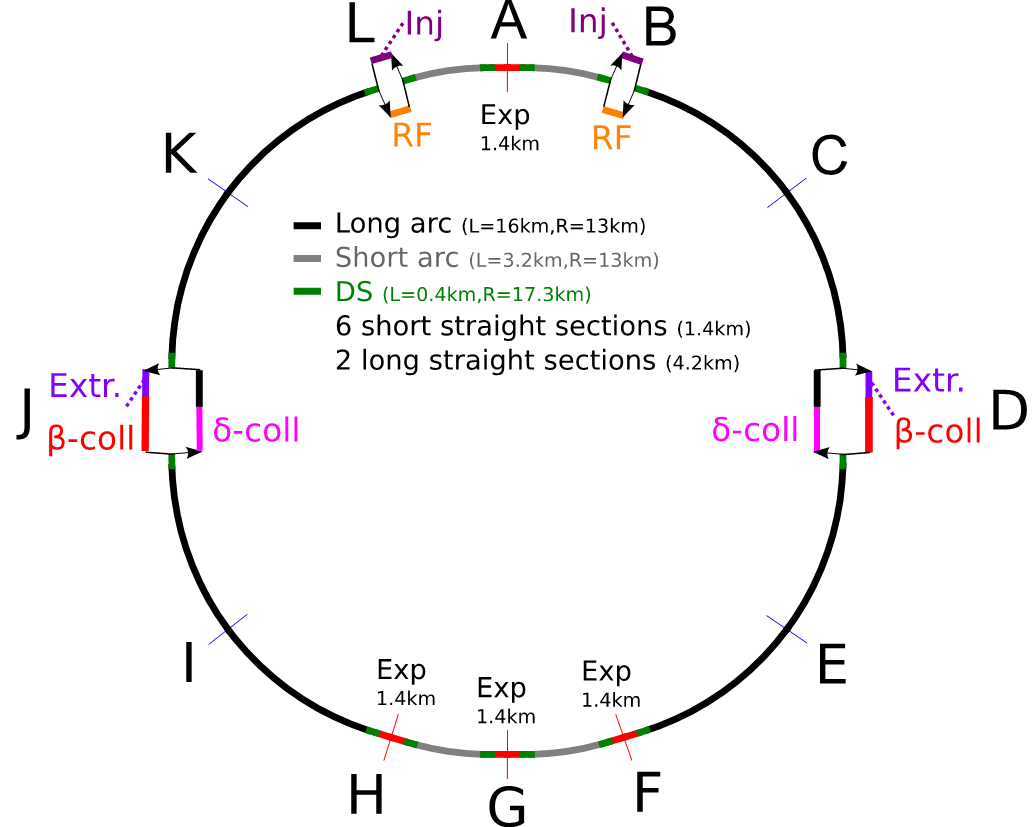 L Inj A Inj B
RF Exp RF
1.4km
K C
Long arc (L=16km,R=13km)
Short arc (L=3.2km,R=13km)
DS (L=0.4km,R=17.3km)
6 short straight sections (1.4km)
2 long straight sections (4.2km)
J Extr. Extr. D
β-coll δ-coll δ-coll β-coll
I E
Exp Exp Exp
1.4km 1.4km 1.4km
H G F